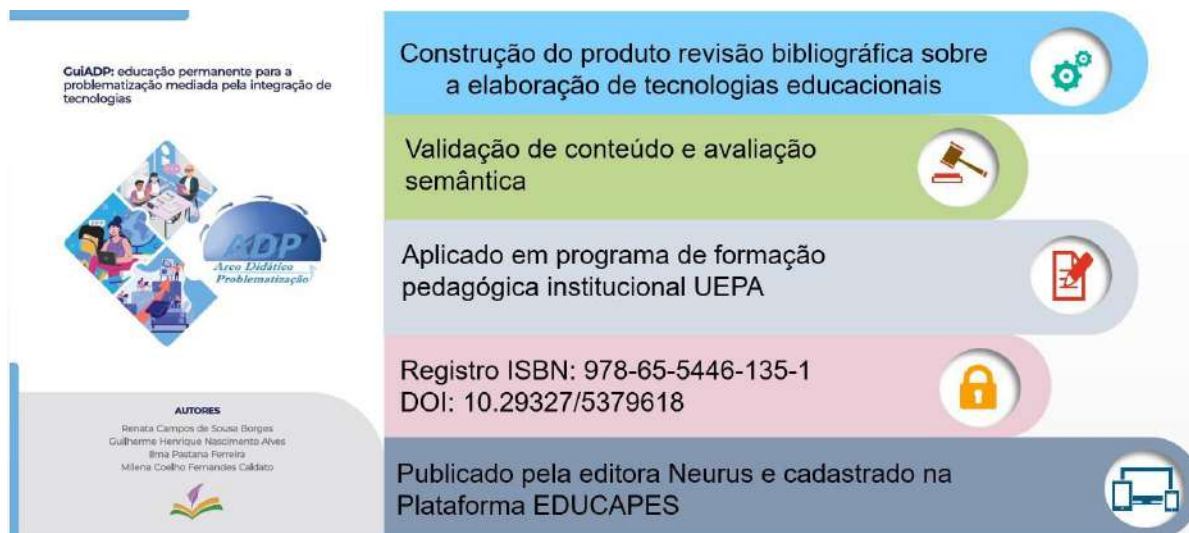 GuiADP: educação permanente para a
problematização mediada pela integração de
tecnologias
ADP
Arco Didático
Problematização
AUTORES
Renata Campos de Sousa Borges
Guilherme Henrique Nascimento Alves
Ilma Pastana Ferreira
Milena Coelho Fernandes Caldato
Construção do produto revisão bibliográfica sobre
a elaboração de tecnologias educacionais
Validação de conteúdo e avaliação
semântica
Aplicado em programa de formação
pedagógica institucional UEPA
Registro ISBN: 978-65-5446-135-1
DOI: 10.29327/5379618
Publicado pela editora Neurus e cadastrado na
Plataforma EDUCAPES